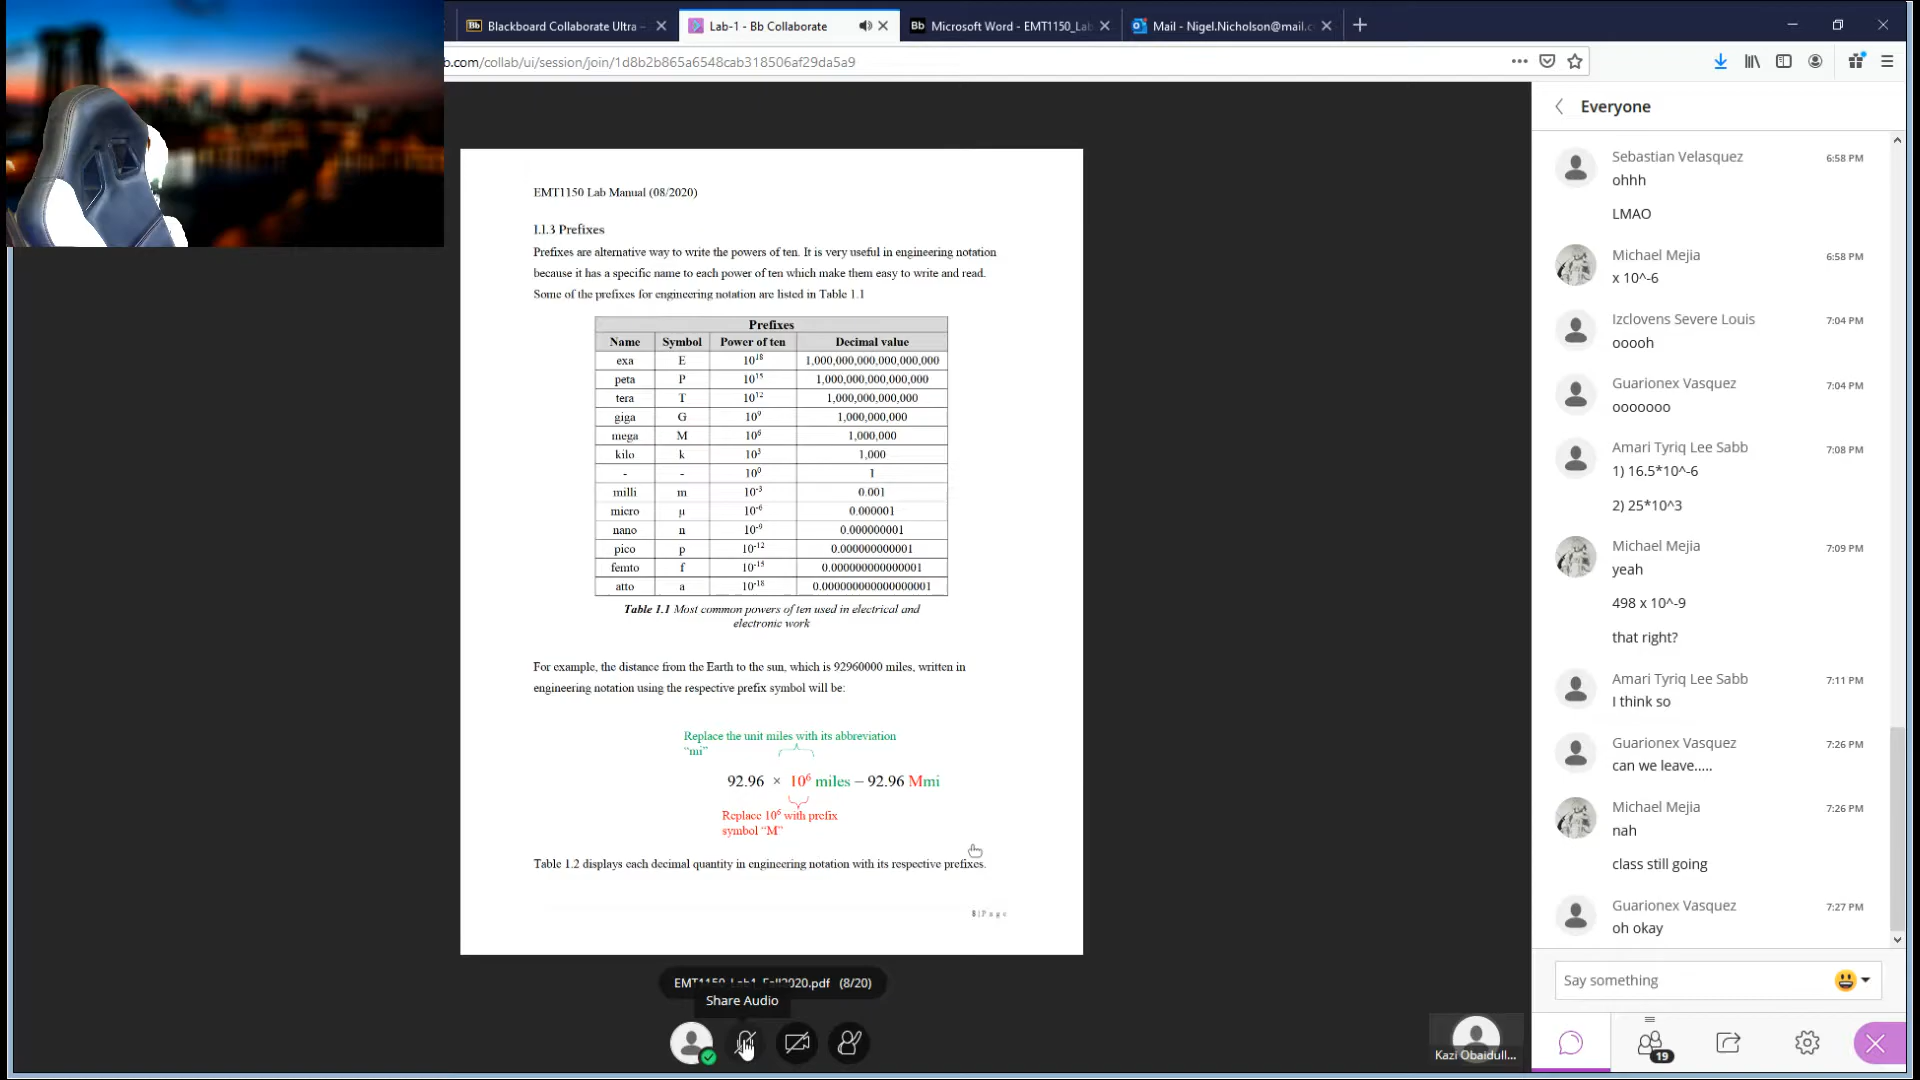 Blackboard Collaborate Ultra –
Lab-1 - Bb Collaborate
Microsoft Word - EMT1150_Lab
Mail - Nigel.Nicholson@mail.c
b.com/collab/ui/session/join/1d8b2b865a6548cab318506af29da5a9
EMT1150 Lab Manual (08/2020)
1.1.3 Prefixes
Prefixes are alternative way to write the powers of ten. It is very useful in engineering notation
because it has a specific name to each power of ten which make them easy to write and read.
Some of the prefixes for engineering notation are listed in Table 1.1
Prefixes
Name Symbol Power of ten Decimal value
exa E 10¹⁸ 1,000,000,000,000,000,000
peta P 10¹⁵ 1,000,000,000,000,000
tera T 10¹² 1,000,000,000,000
giga G 10⁹ 1,000,000,000
mega M 10⁶ 1,000,000
kilo k 10³ 1,000
- - 10⁰ 1
milli m 10⁻³ 0.001
micro µ 10⁻⁶ 0.000001
nano n 10⁻⁹ 0.000000001
pico p 10⁻¹² 0.000000000001
femto f 10⁻¹⁵ 0.000000000000001
atto a 10⁻¹⁸ 0.000000000000000001
Table 1.1 Most common powers of ten used in electrical and
electronic work
For example, the distance from the Earth to the sun, which is 92960000 miles, written in
engineering notation using the respective prefix symbol will be:
Replace the unit miles with its abbreviation
“mi”
92.96 × 10⁶ miles – 92.96 Mmi
Replace 10⁶ with prefix
symbol “M”
Table 1.2 displays each decimal quantity in engineering notation with its respective prefixes.
8 | Page
EMT1150_Lab1_Fall2020.pdf (8/20)
Share Audio
Kazi Obaidull...
Everyone
Sebastian Velasquez 6:58 PM
ohhh
LMAO
Michael Mejia 6:58 PM
x 10^-6
Izclovens Severe Louis 7:04 PM
ooooh
Guarionex Vasquez 7:04 PM
ooooooo
Amari Tyriq Lee Sabb 7:08 PM
1) 16.5*10^-6
2) 25*10^3
Michael Mejia 7:09 PM
yeah
498 x 10^-9
that right?
Amari Tyriq Lee Sabb 7:11 PM
I think so
Guarionex Vasquez 7:26 PM
can we leave.....
Michael Mejia 7:26 PM
nah
class still going
Guarionex Vasquez 7:27 PM
oh okay
Say something
19